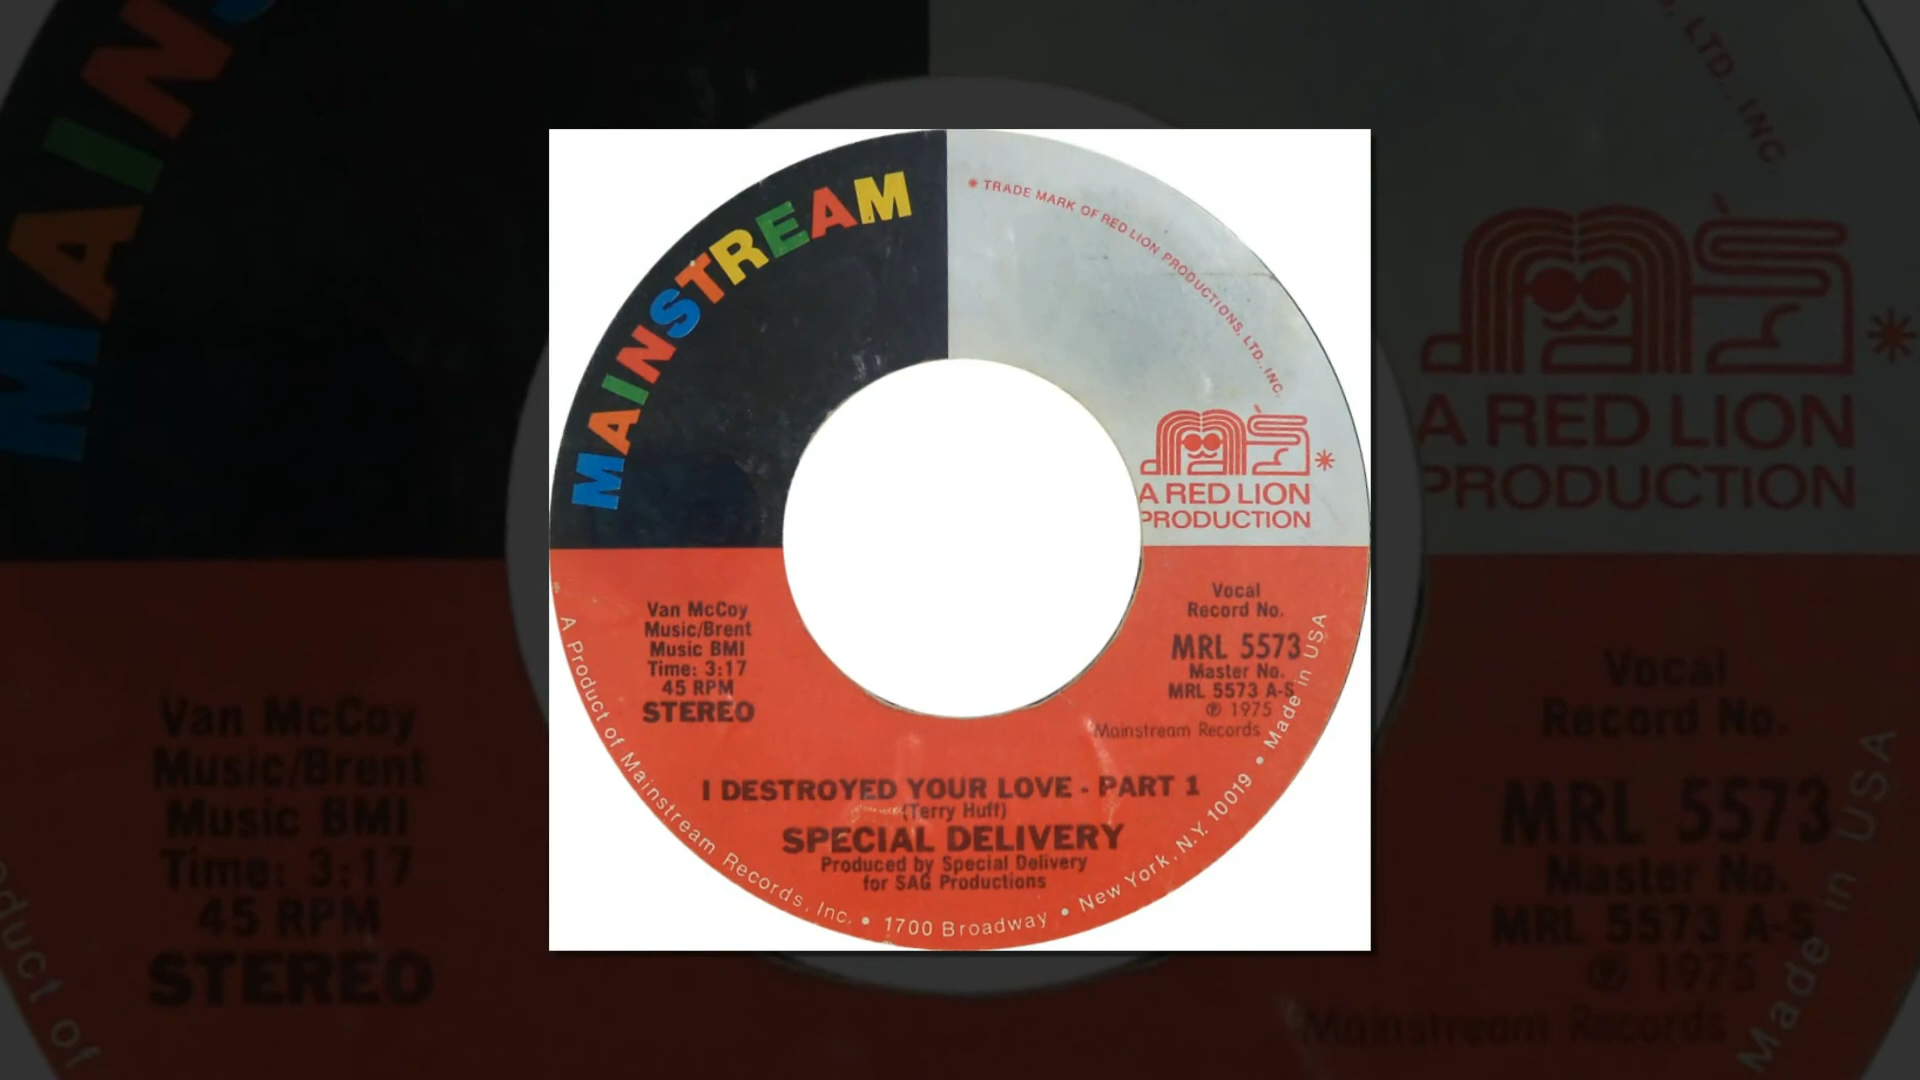 MAINSTREAM
* TRADE MARK OF RED LION PRODUCTIONS, LTD., INC.
M'S*
A RED LION
PRODUCTION
Van McCoy
Music/Brent
Music BMI
Time: 3:17
45 RPM
STEREO
Vocal
Record No.
MRL 5573
Master No.
MRL 5573 A-S
℗ 1975
Mainstream Records
I DESTROYED YOUR LOVE - PART 1
(Terry Huff)
SPECIAL DELIVERY
Produced by Special Delivery
for SAG Productions
A Product of Mainstream Records, Inc. • 1700 Broadway • New York, N.Y. 10019 • Made in USA